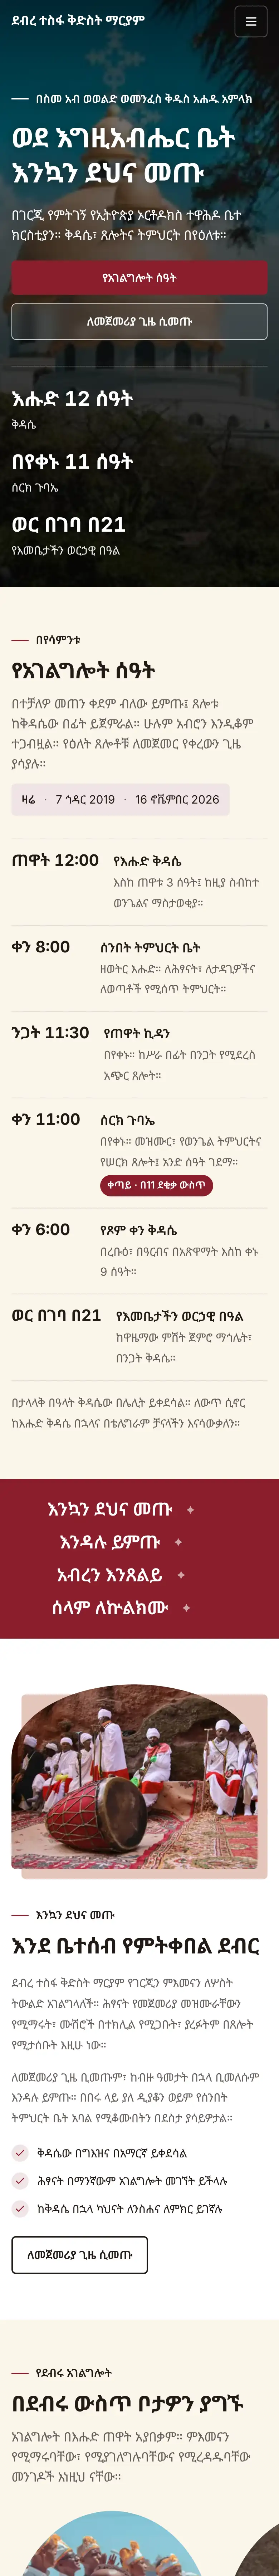 ደብረ ተስፋ ቅድስት ማርያም
በስመ አብ ወወልድ ወመንፈስ ቅዱስ አሐዱ አምላክ
ወደ እግዚአብሔር ቤት
እንኳን ደህና መጡ
በገርጂ የምትገኝ የኢትዮጵያ ኦርቶዶክስ ተዋሕዶ ቤተ
ክርስቲያን። ቅዳሴ፣ ጸሎትና ትምህርት በየዕለቱ።
የአገልግሎት ሰዓት
ለመጀመሪያ ጊዜ ሲመጡ
እሑድ 12 ሰዓት
ቅዳሴ
በየቀኑ 11 ሰዓት
ሰርክ ጉባኤ
ወር በገባ በ21
የእመቤታችን ወርኃዊ በዓል
በየሳምንቱ
የአገልግሎት ሰዓት
በተቻለዎ መጠን ቀደም ብለው ይምጡ፤ ጸሎቱ
ከቅዳሴው በፊት ይጀምራል። ሁሉም አብሮን እንዲቆም
ተጋብዟል። የዕለት ጸሎቶቹ ለመጀመር የቀረውን ጊዜ
ያሳያሉ።
ዛሬ · 7 ኅዳር 2019 · 16 ኖቬምበር 2026
ጠዋት 12:00 የእሑድ ቅዳሴ
እስከ ጠዋቱ 3 ሰዓት፤ ከዚያ ስብከተ
ወንጌልና ማስታወቂያ።
ቀን 8:00 ሰንበት ትምህርት ቤት
ዘወትር እሑድ። ለሕፃናት፣ ለታዳጊዎችና
ለወጣቶች የሚሰጥ ትምህርት።
ንጋት 11:30 የጠዋት ኪዳን
በየቀኑ። ከሥራ በፊት በንጋት የሚደረስ
አጭር ጸሎት።
ቀን 11:00 ሰርክ ጉባኤ
በየቀኑ። መዝሙር፣ የወንጌል ትምህርትና
የሠርክ ጸሎት፤ አንድ ሰዓት ገደማ።
ቀጣይ · በ11 ደቂቃ ውስጥ
ቀን 6:00 የጾም ቀን ቅዳሴ
በረቡዕ፣ በዓርብና በአጽዋማት እስከ ቀኑ
9 ሰዓት።
ወር በገባ በ21 የእመቤታችን ወርኃዊ በዓል
ከዋዜማው ምሽት ጀምሮ ማኅሌት፣
በንጋት ቅዳሴ።
በታላላቅ በዓላት ቅዳሴው በሌሊት ይቀደሳል። ለውጥ ሲኖር
ከእሑድ ቅዳሴ በኋላና በቴሌግራም ቻናላችን እናሳውቃለን።
እንኳን ደህና መጡ
እንዳሉ ይምጡ
አብረን እንጸልይ
ሰላም ለኵልክሙ
እንኳን ደህና መጡ
እንደ ቤተሰብ የምትቀበል ደብር
ደብረ ተስፋ ቅድስት ማርያም የገርጂን ምእመናን ለሦስት
ትውልድ አገልግላለች። ሕፃናት የመጀመሪያ መዝሙራቸውን
የሚማሩት፣ ሙሽሮች በተክሊል የሚጋቡት፣ ያረፉትም በጸሎት
የሚታሰቡት እዚሁ ነው።
ለመጀመሪያ ጊዜ ቢመጡም፣ ከብዙ ዓመታት በኋላ ቢመለሱም
እንዳሉ ይምጡ። በበሩ ላይ ያለ ዲያቆን ወይም የሰንበት
ትምህርት ቤት አባል የሚቆሙበትን በደስታ ያሳይዎታል።
ቅዳሴው በግእዝና በአማርኛ ይቀደሳል
ሕፃናት በማንኛውም አገልግሎት መገኘት ይችላሉ
ከቅዳሴ በኋላ ካህናት ለንስሐና ለምክር ይገኛሉ
ለመጀመሪያ ጊዜ ሲመጡ
የደብሩ አገልግሎት
በደብሩ ውስጥ ቦታዎን ያግኙ
አገልግሎት በእሑድ ጠዋት አያበቃም። ምእመናን
የሚማሩባቸው፣ የሚያገለግሉባቸውና የሚረዳዱባቸው
መንገዶች እነዚህ ናቸው።